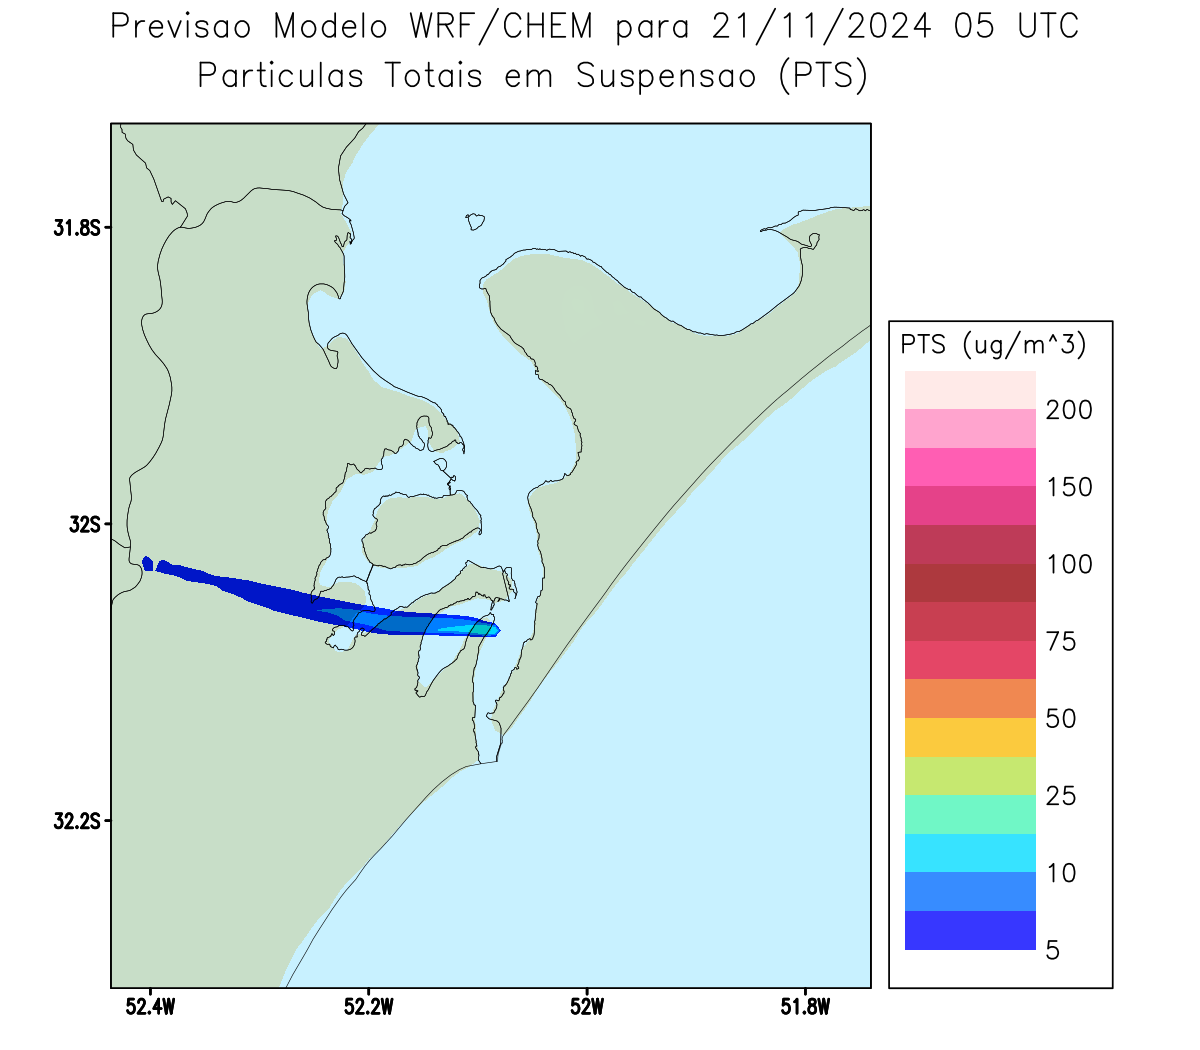 Previsao Modelo WRF/CHEM para 21/11/2024 05 UTC
Particulas Totais em Suspensao (PTS)
31.8S
32S
32.2S
52.4W
52.2W
52W
51.8W
PTS (ug/m^3)
200
150
100
75
50
25
10
5